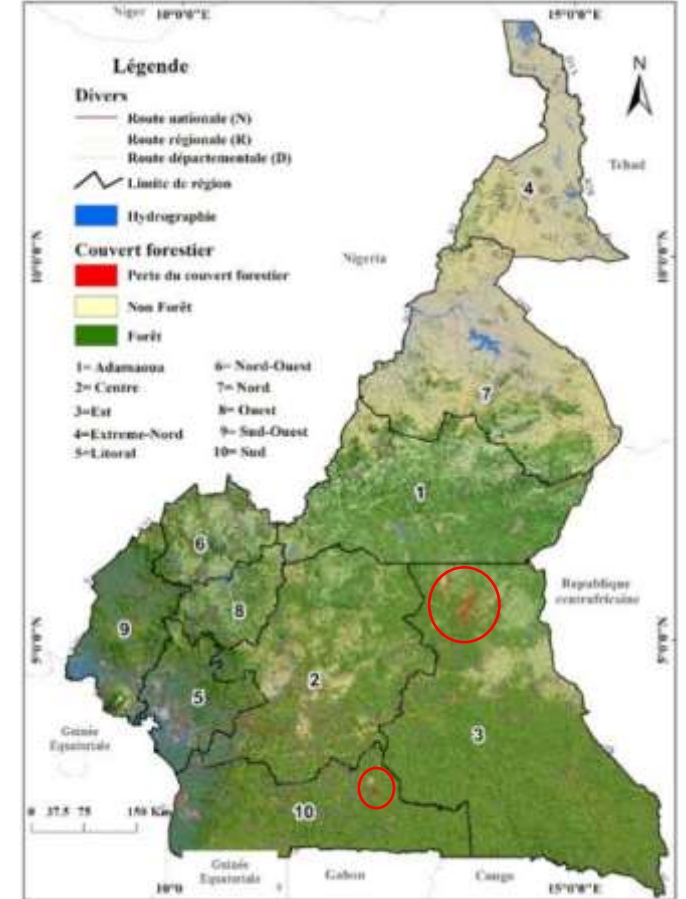 Niger
10°0'0"E
15°0'0"E
Légende
Divers
Route nationale (N)
Route régionale (R)
Route départementale (D)
Limite de région
Hydrographie
Couvert forestier
Perte du couvert forestier
Non Forêt
Forêt
1= Adamaoua
2= Centre
3=Est
4=Extreme-Nord
5=Litoral
6= Nord-Ouest
7= Nord
8= Ouest
9= Sud-Ouest
10= Sud
N
Tchad
Nigeria
10°0'0"N
10°0'0"N
4
7
1
6
8
9
5
2
3
10
Republique
centrafricaine
5°0'0"N
5°0'0"N
Guinée
Equatoriale
0 37.5 75 150 Km
Guinée
Equatoriale
Gabon
Congo
10°0
15°0'0"E